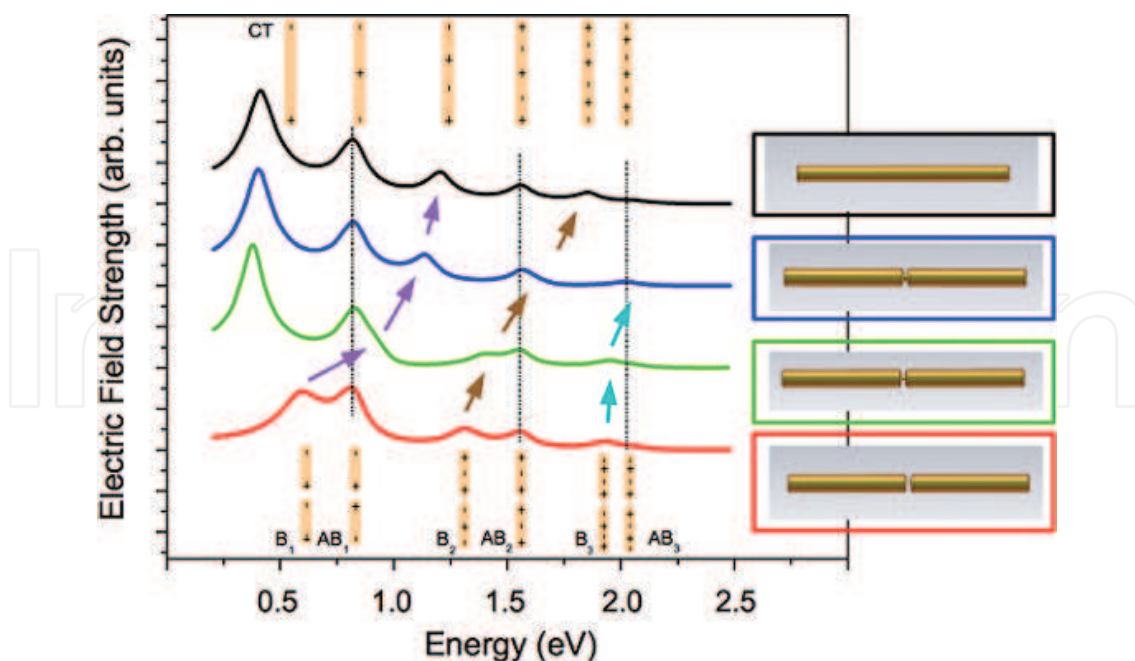 CT
Electric Field Strength (arb. units)
B1 AB1 B2 AB2 B3 AB3
0.5 1.0 1.5 2.0 2.5
Energy (eV)